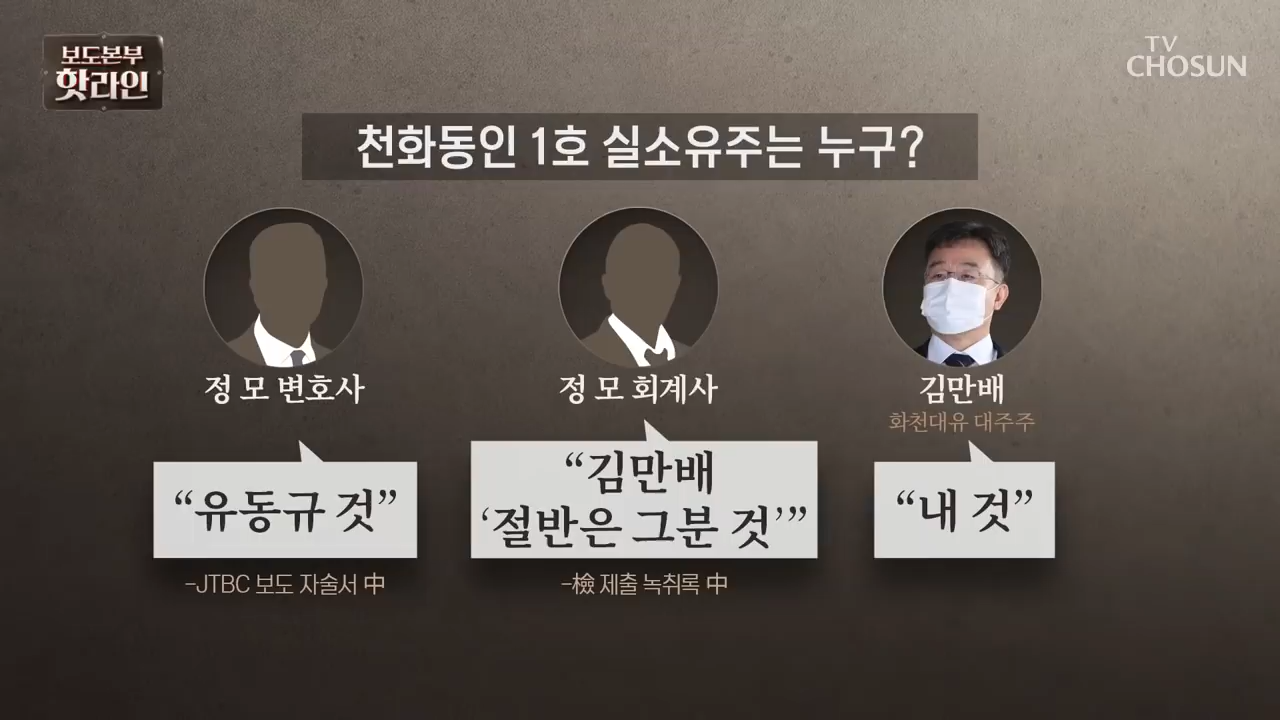 보도본부
핫라인
TV
CHOSUN
천화동인 1호 실소유주는 누구?
정 모 변호사
정 모 회계사
김만배
화천대유 대주주
“유동규 것”
“김만배
‘절반은 그분 것’”
“내 것”
-JTBC 보도 자술서 中
-檢 제출 녹취록 中